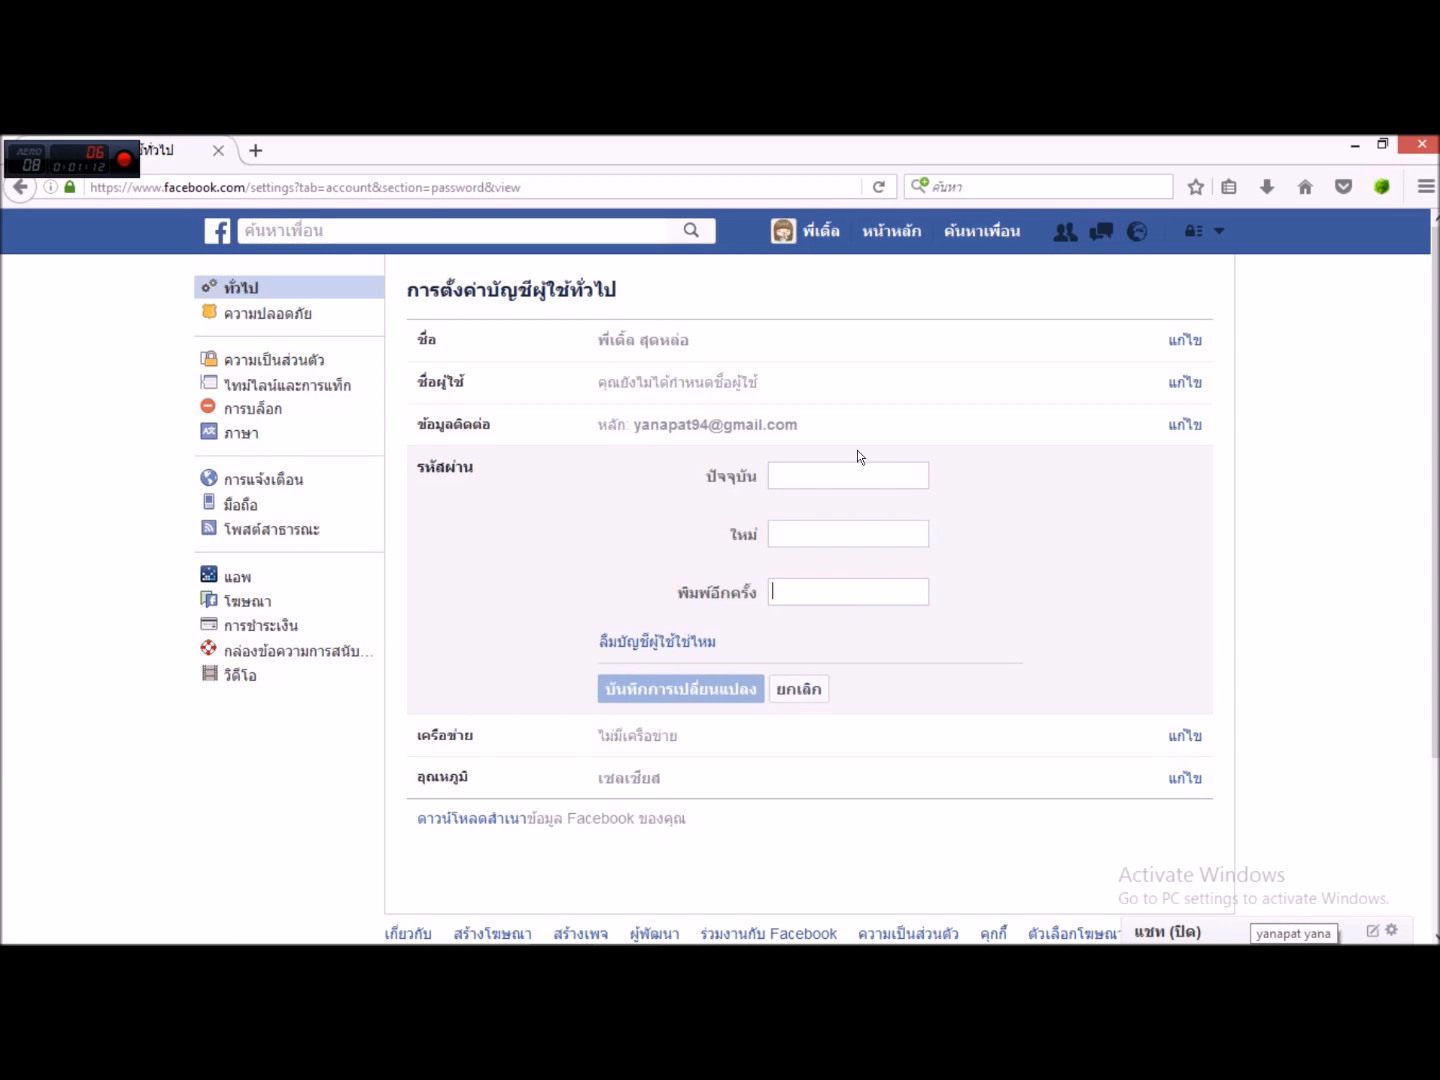 AERO 06
08 0:01:12
ทั่วไป
https://www.facebook.com/settings?tab=account&section=password&view
ค้นหา
ค้นหาเพื่อน
พี่เติ้ล
หน้าหลัก
ค้นหาเพื่อน
ทั่วไป
ความปลอดภัย
ความเป็นส่วนตัว
ไทม์ไลน์และการแท็ก
การบล็อก
ภาษา
การแจ้งเตือน
มือถือ
โพสต์สาธารณะ
แอพ
โฆษณา
การชำระเงิน
กล่องข้อความการสนับ...
วิดีโอ
การตั้งค่าบัญชีผู้ใช้ทั่วไป
ชื่อ พี่เติ้ล สุดหล่อ แก้ไข
ชื่อผู้ใช้ คุณยังไม่ได้กำหนดชื่อผู้ใช้ แก้ไข
ข้อมูลติดต่อ หลัก: yanapat94@gmail.com แก้ไข
รหัสผ่าน ปัจจุบัน
ใหม่
พิมพ์อีกครั้ง
ลืมบัญชีผู้ใช้ใช่ไหม
บันทึกการเปลี่ยนแปลง ยกเลิก
เครือข่าย ไม่มีเครือข่าย แก้ไข
อุณหภูมิ เซลเซียส แก้ไข
ดาวน์โหลดสำเนาข้อมูล Facebook ของคุณ
Activate Windows
Go to PC settings to activate Windows.
เกี่ยวกับ สร้างโฆษณา สร้างเพจ ผู้พัฒนา ร่วมงานกับ Facebook ความเป็นส่วนตัว คุกกี้ ตัวเลือกโฆษณา
แชท (ปิด)
yanapat yana